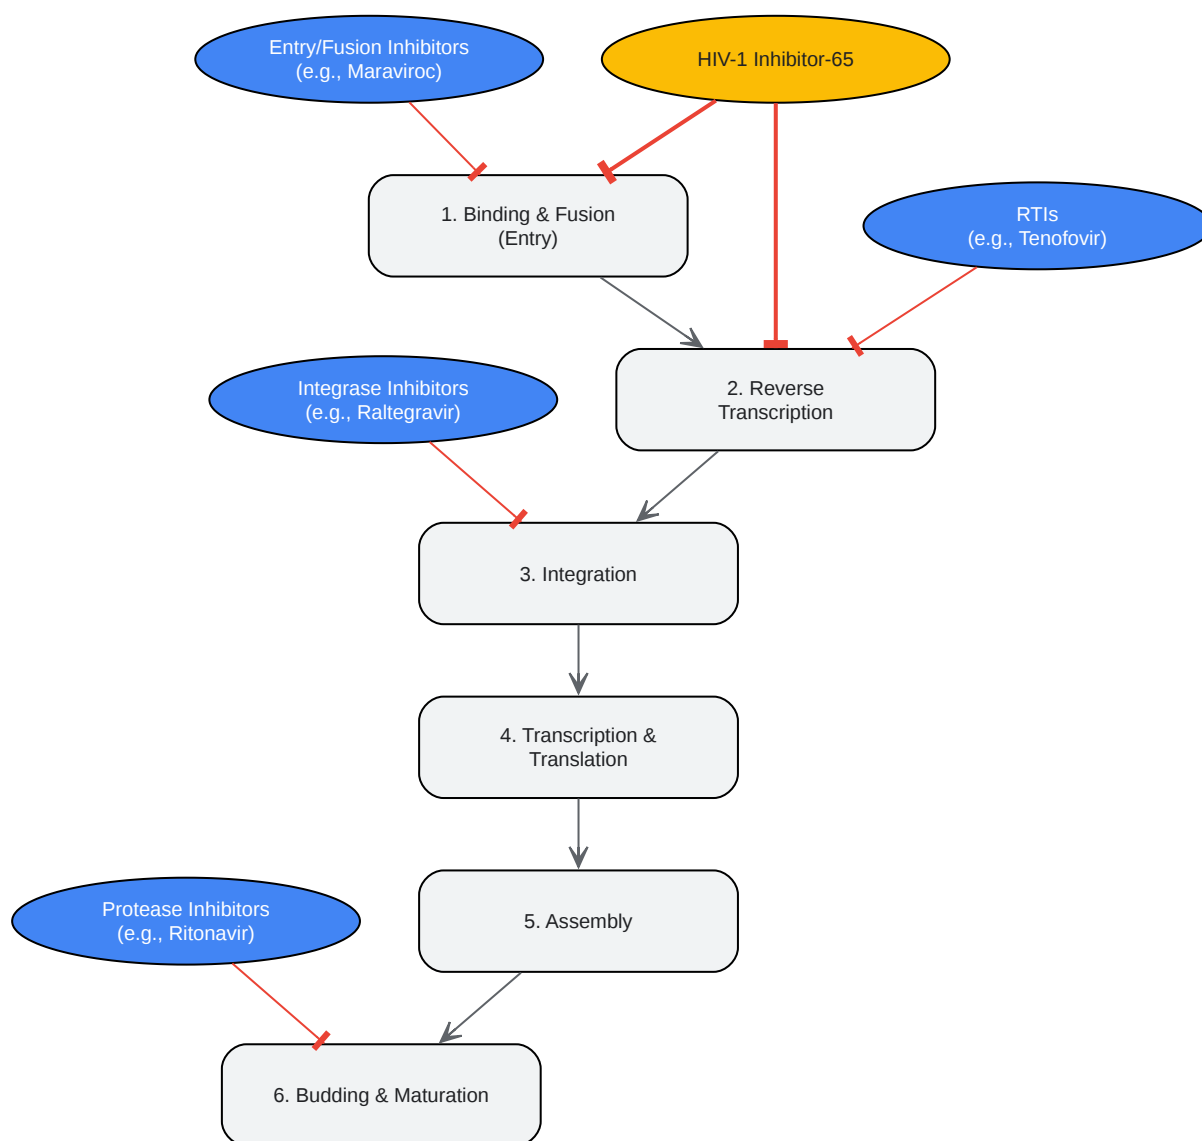 Entry/Fusion Inhibitors
(e.g., Maraviroc)
HIV-1 Inhibitor-65
1. Binding & Fusion
(Entry)
RTIs
(e.g., Tenofovir)
2. Reverse
Transcription
Integrase Inhibitors
(e.g., Raltegravir)
3. Integration
4. Transcription &
Translation
5. Assembly
Protease Inhibitors
(e.g., Ritonavir)
6. Budding & Maturation